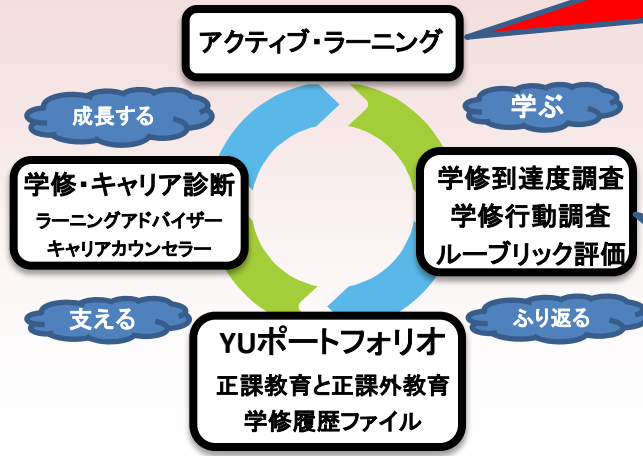 アクティブ・ラーニング
成長する
学ぶ
学修・キャリア診断
ラーニングアドバイザー
キャリアカウンセラー
学修到達度調査
学修行動調査
ルーブリック評価
支える
ふり返る
YUポートフォリオ
正課教育と正課外教育
学修履歴ファイル